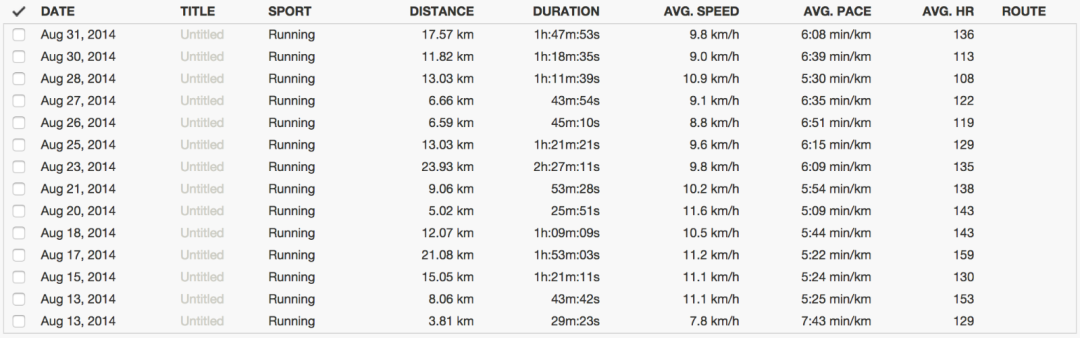 DATE TITLE SPORT DISTANCE DURATION AVG. SPEED AVG. PACE AVG. HR ROUTE
Aug 31, 2014 Untitled Running 17.57 km 1h:47m:53s 9.8 km/h 6:08 min/km 136
Aug 30, 2014 Untitled Running 11.82 km 1h:18m:35s 9.0 km/h 6:39 min/km 113
Aug 28, 2014 Untitled Running 13.03 km 1h:11m:39s 10.9 km/h 5:30 min/km 108
Aug 27, 2014 Untitled Running 6.66 km 43m:54s 9.1 km/h 6:35 min/km 122
Aug 26, 2014 Untitled Running 6.59 km 45m:10s 8.8 km/h 6:51 min/km 119
Aug 25, 2014 Untitled Running 13.03 km 1h:21m:21s 9.6 km/h 6:15 min/km 129
Aug 23, 2014 Untitled Running 23.93 km 2h:27m:11s 9.8 km/h 6:09 min/km 135
Aug 21, 2014 Untitled Running 9.06 km 53m:28s 10.2 km/h 5:54 min/km 138
Aug 20, 2014 Untitled Running 5.02 km 25m:51s 11.6 km/h 5:09 min/km 143
Aug 18, 2014 Untitled Running 12.07 km 1h:09m:09s 10.5 km/h 5:44 min/km 143
Aug 17, 2014 Untitled Running 21.08 km 1h:53m:03s 11.2 km/h 5:22 min/km 159
Aug 15, 2014 Untitled Running 15.05 km 1h:21m:11s 11.1 km/h 5:24 min/km 130
Aug 13, 2014 Untitled Running 8.06 km 43m:42s 11.1 km/h 5:25 min/km 153
Aug 13, 2014 Untitled Running 3.81 km 29m:23s 7.8 km/h 7:43 min/km 129